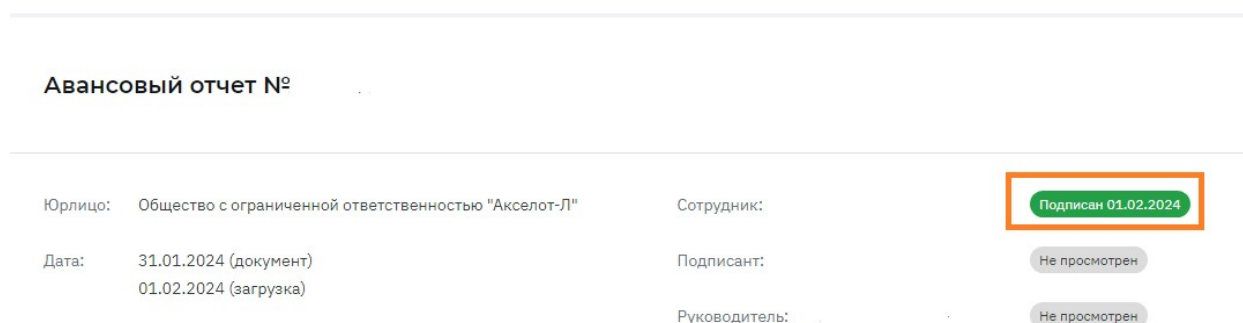 Авансовый отчет №
Юрлицо: Общество с ограниченной ответственностью "Акселот-Л"
Сотрудник: Подписан 01.02.2024
Дата: 31.01.2024 (документ)
Подписант: Не просмотрен
01.02.2024 (загрузка)
Руководитель: Не просмотрен